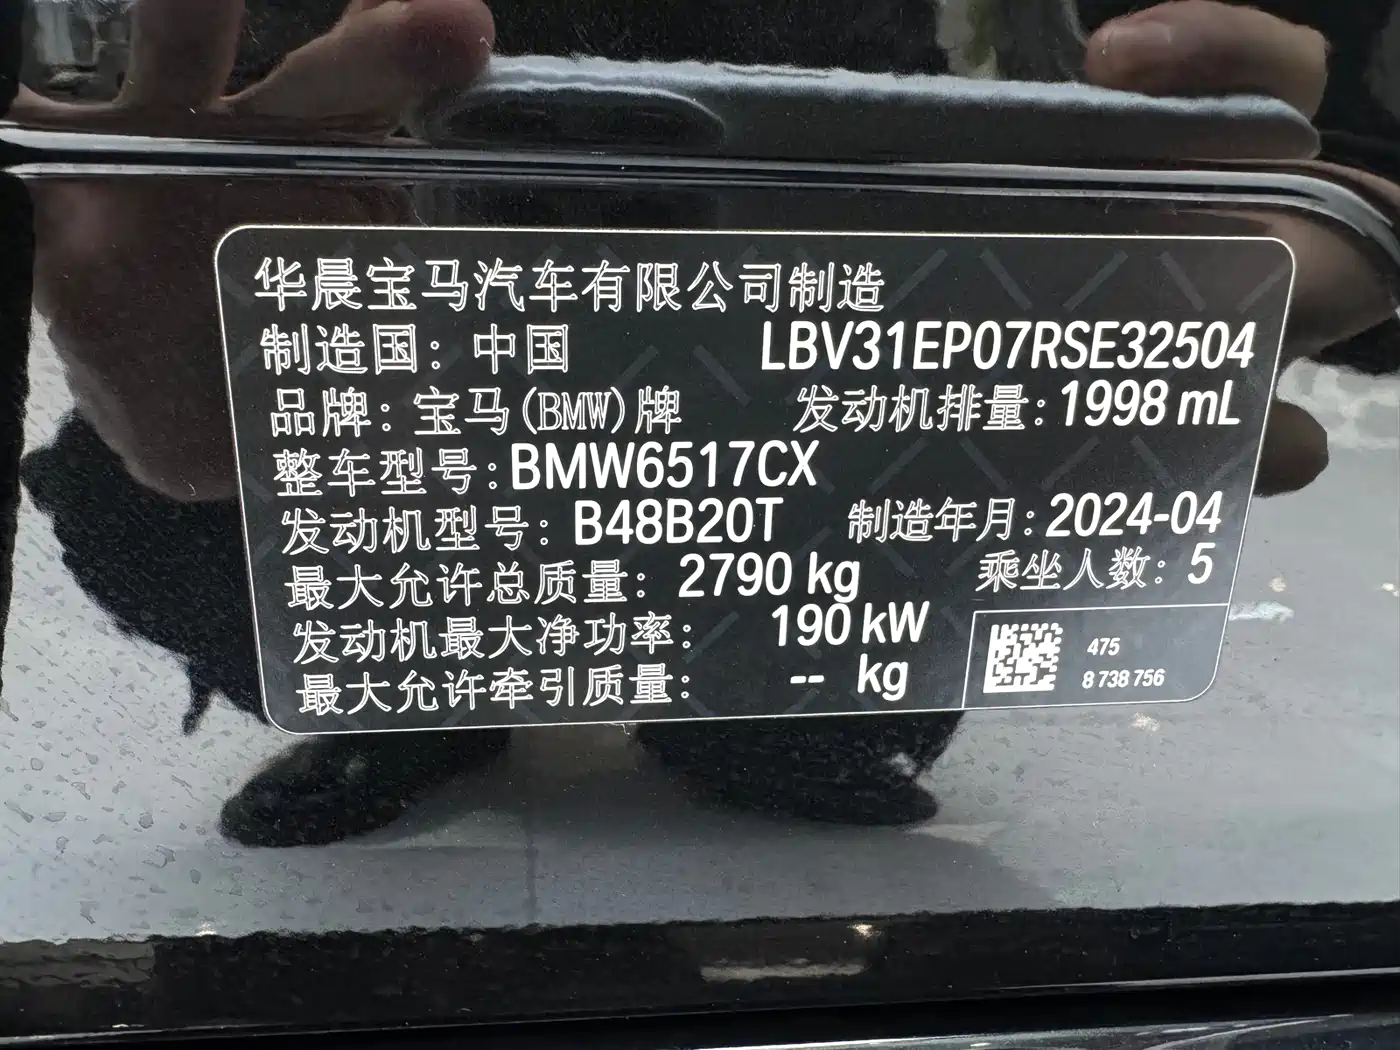 华晨宝马汽车有限公司制造
制造国：中国 LBV31EP07RSE32504
品牌：宝马(BMW)牌 发动机排量：1998 mL
整车型号：BMW6517CX
发动机型号：B48B20T 制造年月：2024-04
最大允许总质量：2790 kg 乘坐人数：5
发动机最大净功率：190 kW
最大允许牵引质量：-- kg
475
8 738 756